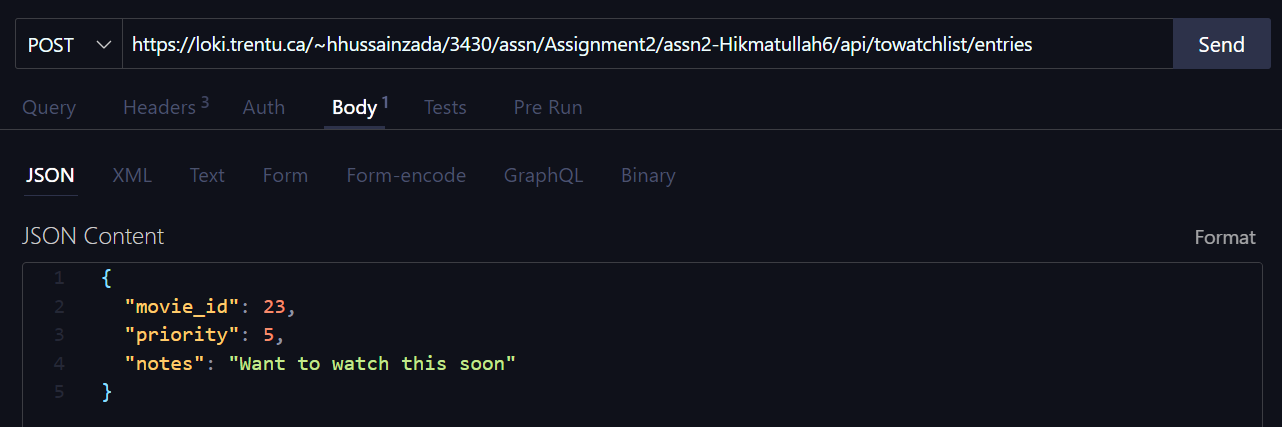 POST https://loki.trentu.ca/~hhussainzada/3430/assn/Assignment2/assn2-Hikmatullah6/api/towatchlist/entries Send
Query Headers 3 Auth Body 1 Tests Pre Run
JSON XML Text Form Form-encode GraphQL Binary
JSON Content Format
1 {
2 "movie_id": 23,
3 "priority": 5,
4 "notes": "Want to watch this soon"
5 }